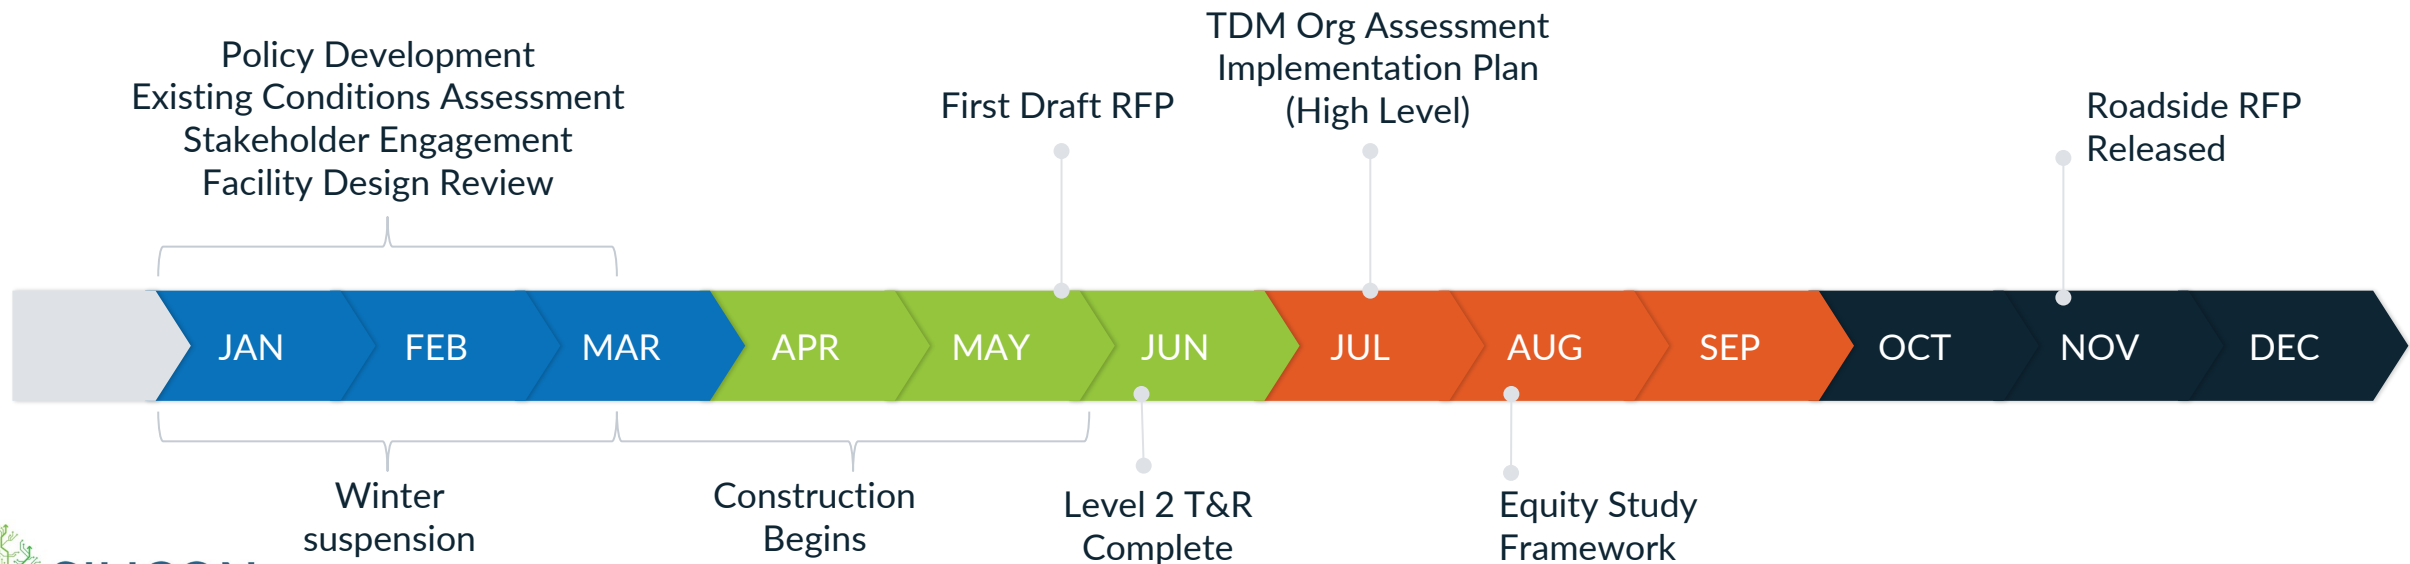 TDM Org Assessment
Implementation Plan
(High Level)
Policy Development
Existing Conditions Assessment
Stakeholder Engagement
Facility Design Review
First Draft RFP
Roadside RFP
Released
JAN
FEB
MAR
APR
MAY
JUN
JUL
AUG
SEP
OCT
NOV
DEC
Winter
suspension
Construction
Begins
Level 2 T&R
Complete
Equity Study
Framework